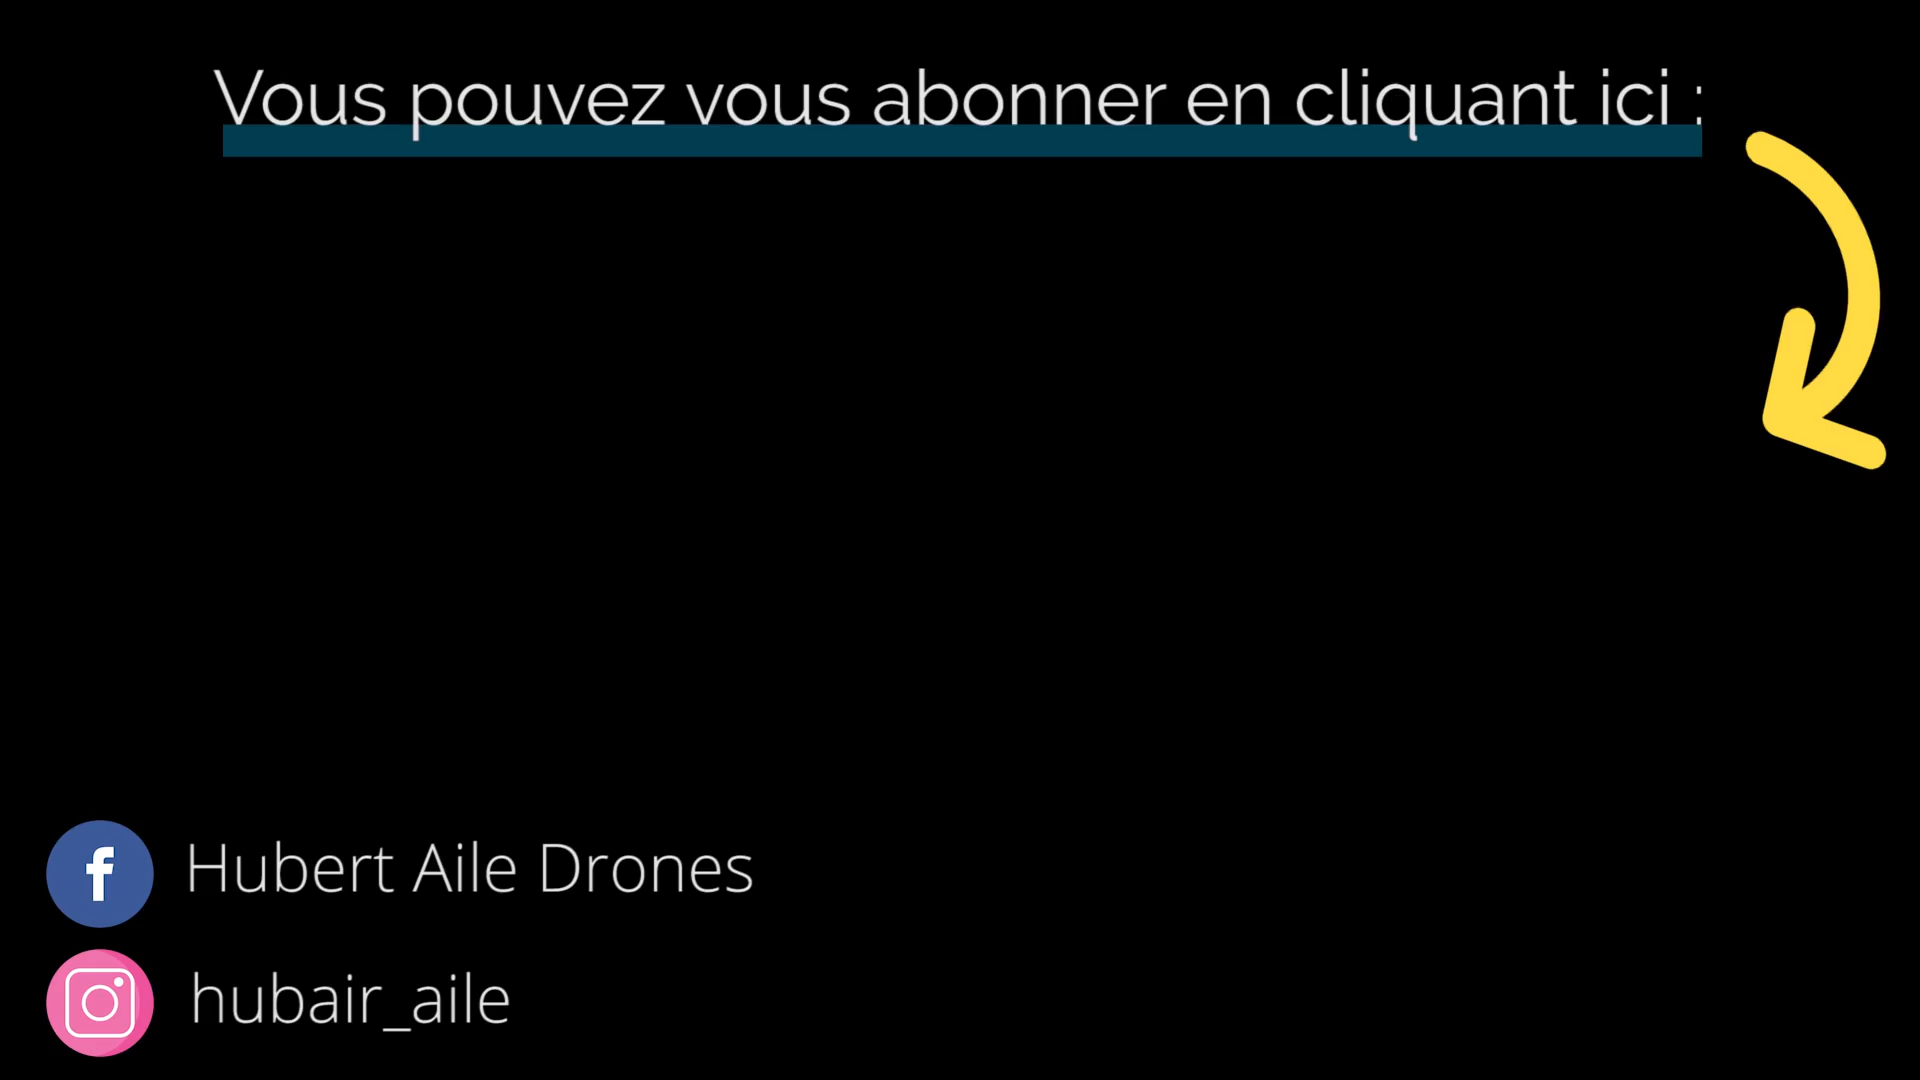 Vous pouvez vous abonner en cliquant ici :
Hubert Aile Drones
hubair_aile